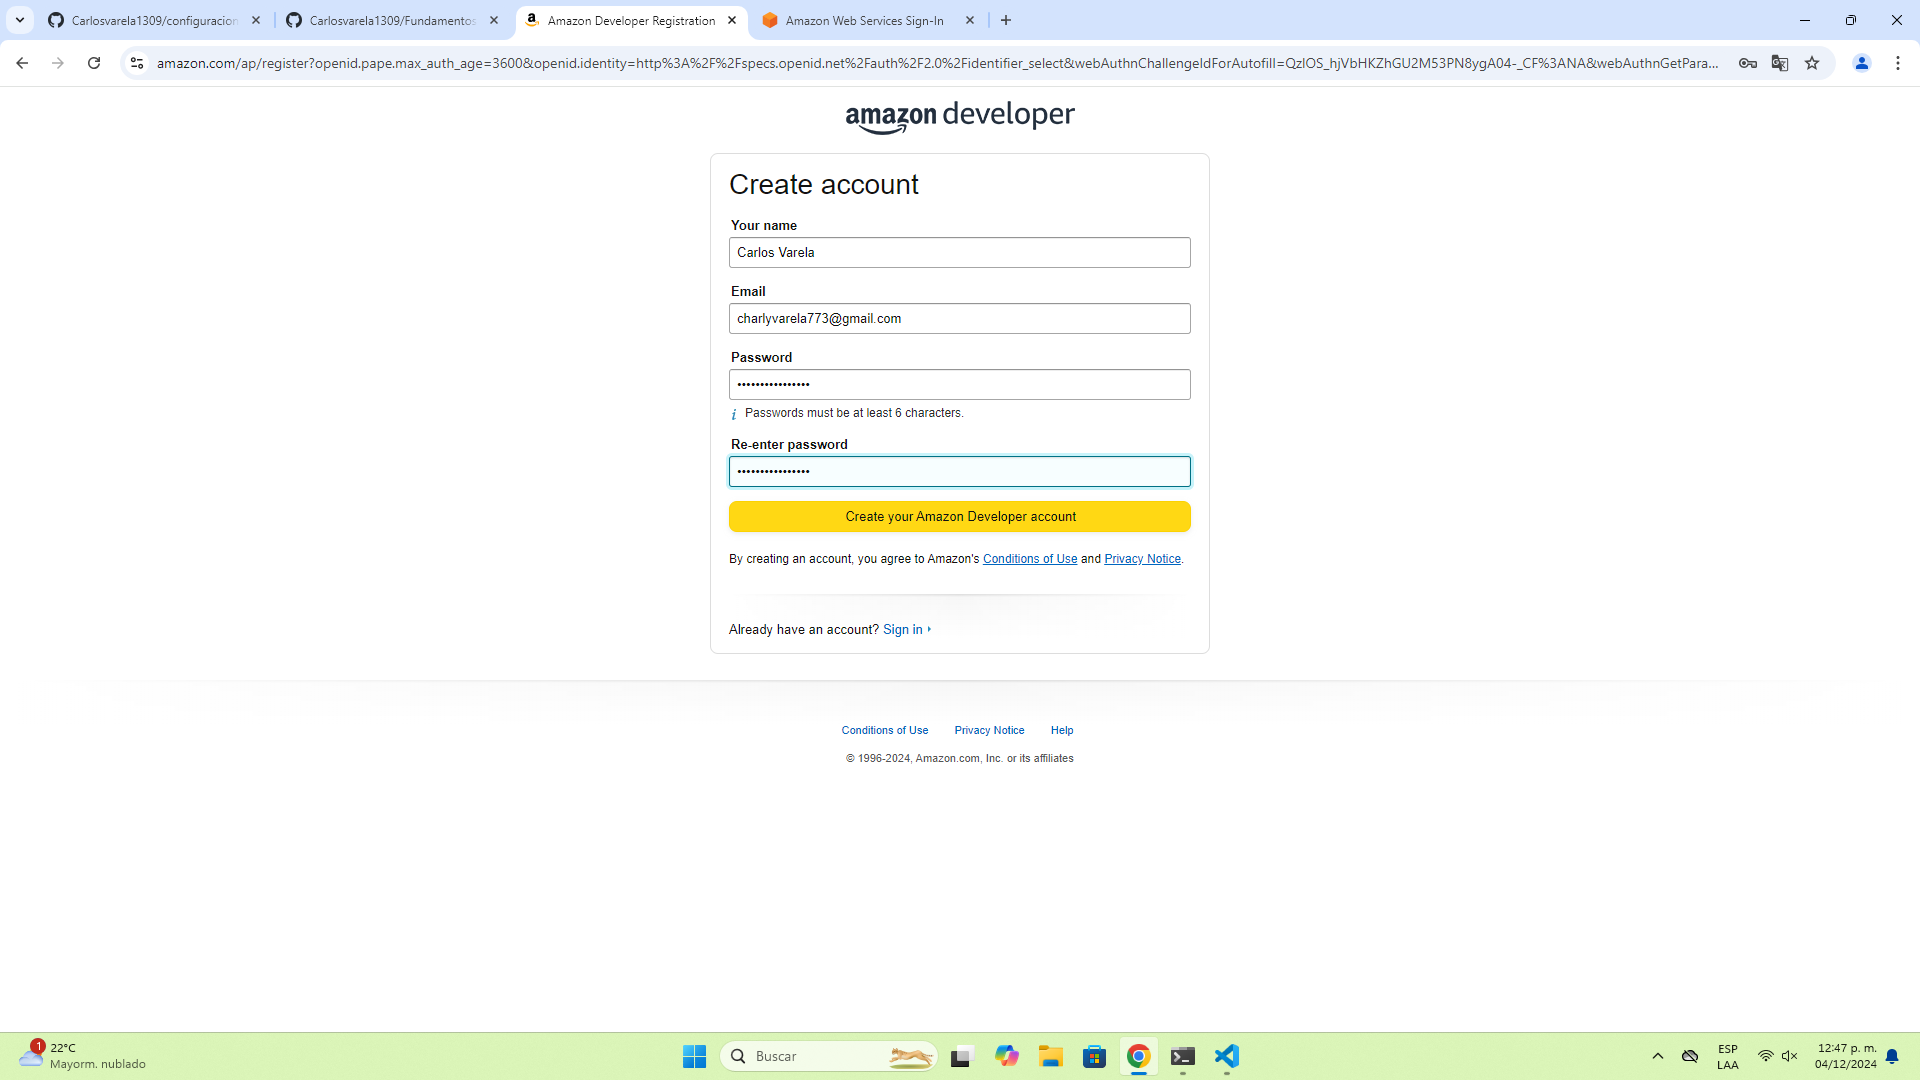 Carlosvarela1309/configuracion
Carlosvarela1309/Fundamentos
Amazon Developer Registration
Amazon Web Services Sign-In
amazon.com/ap/register?openid.pape.max_auth_age=3600&openid.identity=http%3A%2F%2Fspecs.openid.net%2Fauth%2F2.0%2Fidentifier_select&webAuthnChallengeIdForAutofill=QzlOS_hjVbHKZhGU2M53PN8ygA04-_CF%3ANA&webAuthnGetPara...
amazon developer
Create account
Your name
Carlos Varela
Email
charlyvarela773@gmail.com
Password
••••••••••••••••
i Passwords must be at least 6 characters.
Re-enter password
••••••••••••••••
Create your Amazon Developer account
By creating an account, you agree to Amazon's Conditions of Use and Privacy Notice.
Already have an account? Sign in
Conditions of Use Privacy Notice Help
© 1996-2024, Amazon.com, Inc. or its affiliates
1
22°C
Mayorm. nublado
Buscar
ESP
LAA
12:47 p. m.
04/12/2024